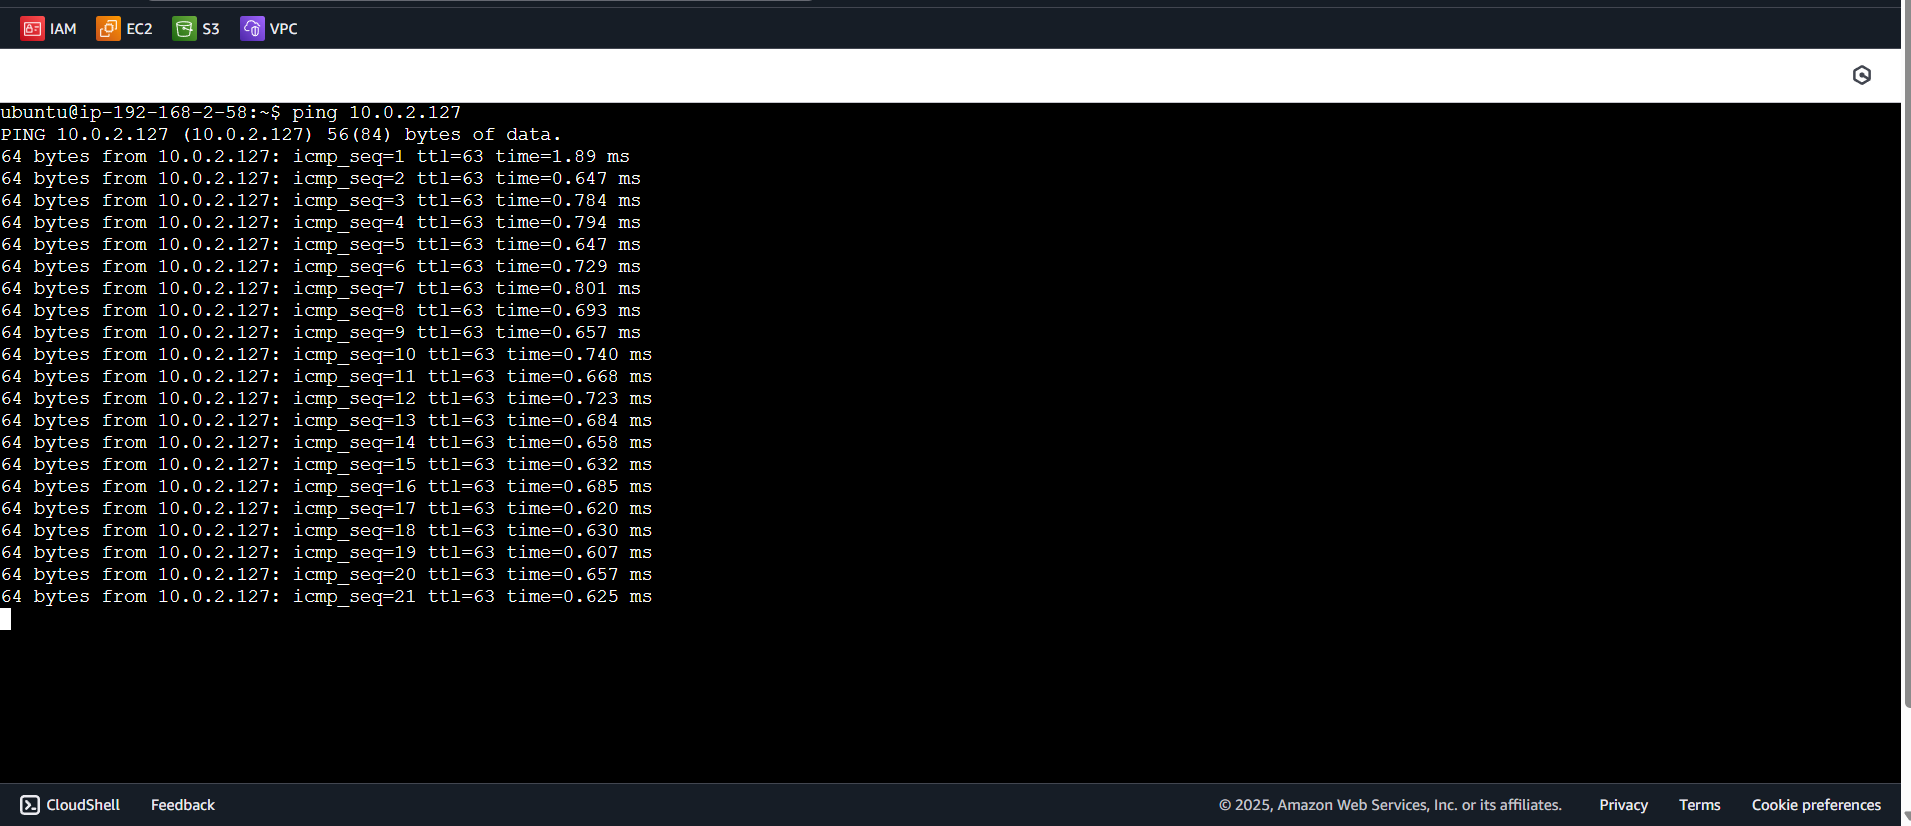 IAM EC2 S3 VPC
ubuntu@ip-192-168-2-58:~$ ping 10.0.2.127
PING 10.0.2.127 (10.0.2.127) 56(84) bytes of data.
64 bytes from 10.0.2.127: icmp_seq=1 ttl=63 time=1.89 ms
64 bytes from 10.0.2.127: icmp_seq=2 ttl=63 time=0.647 ms
64 bytes from 10.0.2.127: icmp_seq=3 ttl=63 time=0.784 ms
64 bytes from 10.0.2.127: icmp_seq=4 ttl=63 time=0.794 ms
64 bytes from 10.0.2.127: icmp_seq=5 ttl=63 time=0.647 ms
64 bytes from 10.0.2.127: icmp_seq=6 ttl=63 time=0.729 ms
64 bytes from 10.0.2.127: icmp_seq=7 ttl=63 time=0.801 ms
64 bytes from 10.0.2.127: icmp_seq=8 ttl=63 time=0.693 ms
64 bytes from 10.0.2.127: icmp_seq=9 ttl=63 time=0.657 ms
64 bytes from 10.0.2.127: icmp_seq=10 ttl=63 time=0.740 ms
64 bytes from 10.0.2.127: icmp_seq=11 ttl=63 time=0.668 ms
64 bytes from 10.0.2.127: icmp_seq=12 ttl=63 time=0.723 ms
64 bytes from 10.0.2.127: icmp_seq=13 ttl=63 time=0.684 ms
64 bytes from 10.0.2.127: icmp_seq=14 ttl=63 time=0.658 ms
64 bytes from 10.0.2.127: icmp_seq=15 ttl=63 time=0.632 ms
64 bytes from 10.0.2.127: icmp_seq=16 ttl=63 time=0.685 ms
64 bytes from 10.0.2.127: icmp_seq=17 ttl=63 time=0.620 ms
64 bytes from 10.0.2.127: icmp_seq=18 ttl=63 time=0.630 ms
64 bytes from 10.0.2.127: icmp_seq=19 ttl=63 time=0.607 ms
64 bytes from 10.0.2.127: icmp_seq=20 ttl=63 time=0.657 ms
64 bytes from 10.0.2.127: icmp_seq=21 ttl=63 time=0.625 ms
CloudShell Feedback © 2025, Amazon Web Services, Inc. or its affiliates. Privacy Terms Cookie preferences